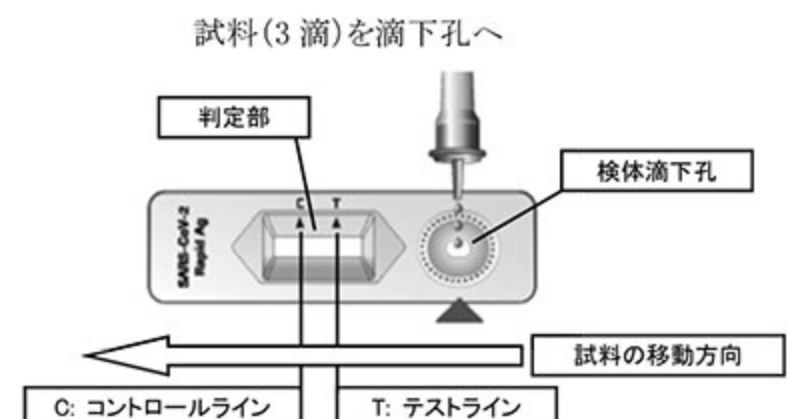 試料(3 滴)を滴下孔へ
判定部
検体滴下孔
C T
SARS-CoV-2
Rapid Ag
試料の移動方向
C: コントロールライン
T: テストライン